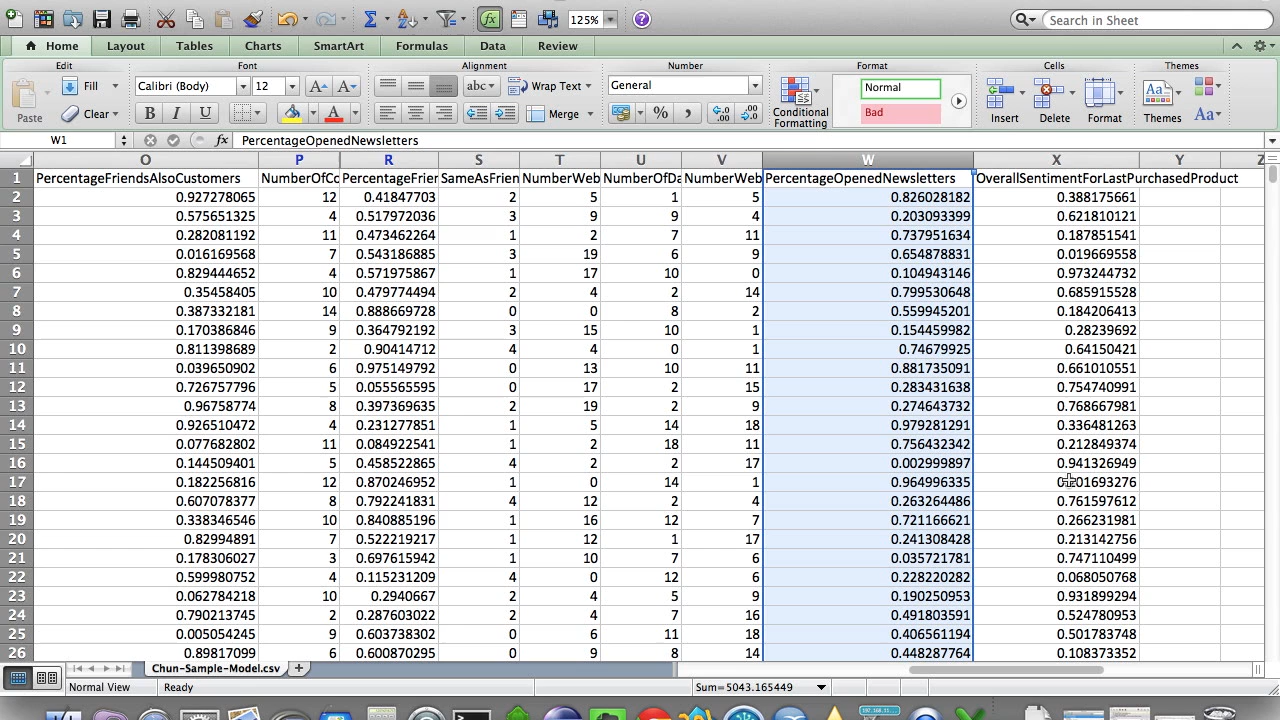 125%
Search in Sheet
Home Layout Tables Charts SmartArt Formulas Data Review
Edit Font Alignment Number Format Cells Themes
Fill Calibri (Body) 12 abc Wrap Text General Normal
Paste Clear B I U A Merge % Conditional Formatting Bad Insert Delete Format Themes Aa
W1 fx PercentageOpenedNewsletters
O P R S T U V W X Y Z
1 PercentageFriendsAlsoCustomers NumberOfCo PercentageFrier SameAsFrien NumberWeb NumberOfDa NumberWeb PercentageOpenedNewsletters OverallSentimentForLastPurchasedProduct
2 0.927278065 12 0.41847703 2 5 1 5 0.826028182 0.388175661
3 0.575651325 4 0.517972036 3 9 9 4 0.203093399 0.621810121
4 0.282081192 11 0.473462264 1 2 7 11 0.737951634 0.187851541
5 0.016169568 7 0.543186885 3 19 6 9 0.654878831 0.019669558
6 0.829444652 4 0.571975867 1 17 10 0 0.104943146 0.973244732
7 0.35458405 10 0.479774494 2 4 2 14 0.799530648 0.685915528
8 0.387332181 14 0.888669728 0 0 8 2 0.559945201 0.184206413
9 0.170386846 9 0.364792192 3 15 10 1 0.154459982 0.28239692
10 0.811398689 2 0.90414712 4 4 0 1 0.74679925 0.64150421
11 0.039650902 6 0.975149792 0 13 10 11 0.881735091 0.661010551
12 0.726757796 5 0.055565595 0 17 2 15 0.283431638 0.754740991
13 0.96758774 8 0.397369635 2 19 2 9 0.274643732 0.768667981
14 0.926510472 4 0.231277851 1 5 14 18 0.979281291 0.336481263
15 0.077682802 11 0.084922541 1 2 18 11 0.756432342 0.212849374
16 0.144509401 5 0.458522865 4 2 2 17 0.002999897 0.941326949
17 0.182256816 12 0.870246952 1 0 14 1 0.964996335
18 0.607078377 8 0.792241831 4 12 2 4 0.263264486 0.761597612
19 0.338346546 10 0.840885196 1 16 12 7 0.721166621 0.266231981
20 0.82994891 7 0.522219217 1 12 1 17 0.241308428 0.213142756
21 0.178306027 3 0.697615942 1 10 7 6 0.035721781 0.747110499
22 0.599980752 4 0.115231209 4 0 12 6 0.228220282 0.068050768
23 0.062784218 10 0.2940667 2 4 5 9 0.190250953 0.931899294
24 0.790213745 2 0.287603022 2 4 7 16 0.491803591 0.524780953
25 0.005054245 9 0.603738302 0 6 11 18 0.406561194 0.501783748
26 0.89817099 6 0.600870295 0 9 8 14 0.448287764 0.108373352
Chun-Sample-Model.csv
Normal View Ready Sum=5043.165449